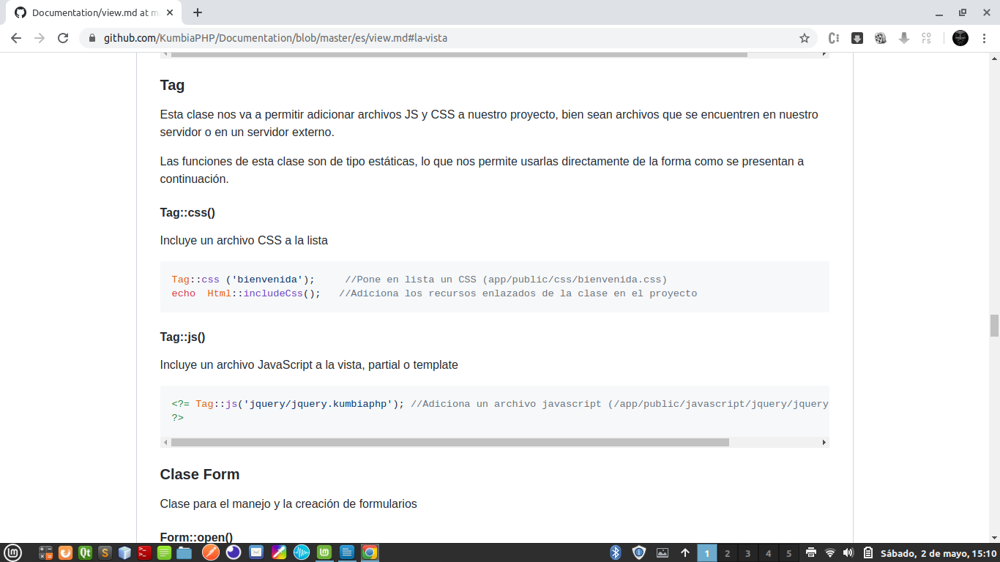 Documentation/view.md at m
github.com/KumbiaPHP/Documentation/blob/master/es/view.md#la-vista
Tag
Esta clase nos va a permitir adicionar archivos JS y CSS a nuestro proyecto, bien sean archivos que se encuentren en nuestro
servidor o en un servidor externo.
Las funciones de esta clase son de tipo estáticas, lo que nos permite usarlas directamente de la forma como se presentan a
continuación.
Tag::css()
Incluye un archivo CSS a la lista
Tag::css ('bienvenida');     //Pone en lista un CSS (app/public/css/bienvenida.css)
echo  Html::includeCss();   //Adiciona los recursos enlazados de la clase en el proyecto
Tag::js()
Incluye un archivo JavaScript a la vista, partial o template
<?= Tag::js('jquery/jquery.kumbiaphp'); //Adiciona un archivo javascript (/app/public/javascript/jquery/jquery
?>
Clase Form
Clase para el manejo y la creación de formularios
Form::open()
1 2 3 4 5 Sábado, 2 de mayo, 15:10